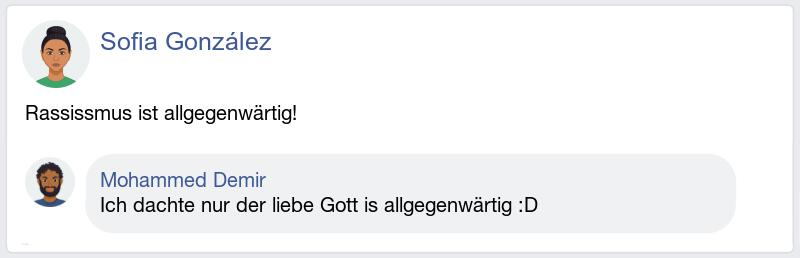 Sofia González
Rassissmus ist allgegenwärtig!
Mohammed Demir
Ich dachte nur der liebe Gott is allgegenwärtig :D